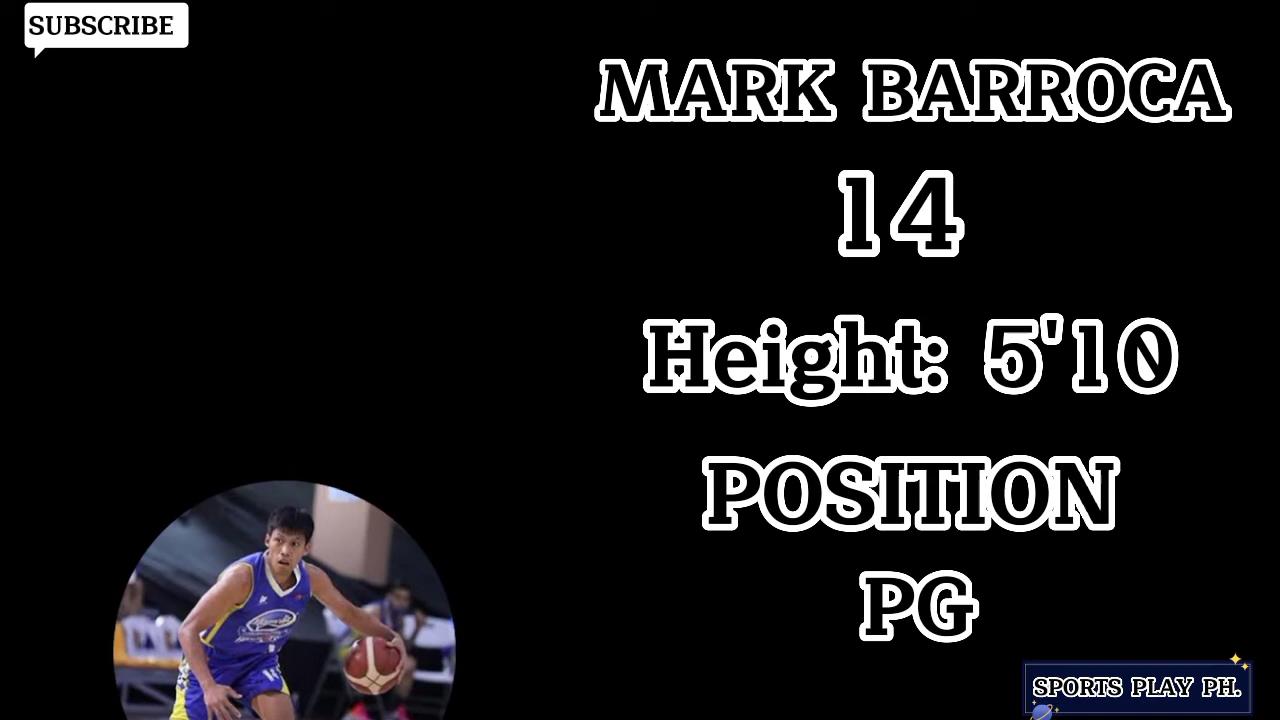 SUBSCRIBE
MARK BARROCA
14
Height: 5'10
POSITION
PG
SPORTS PLAY PH.